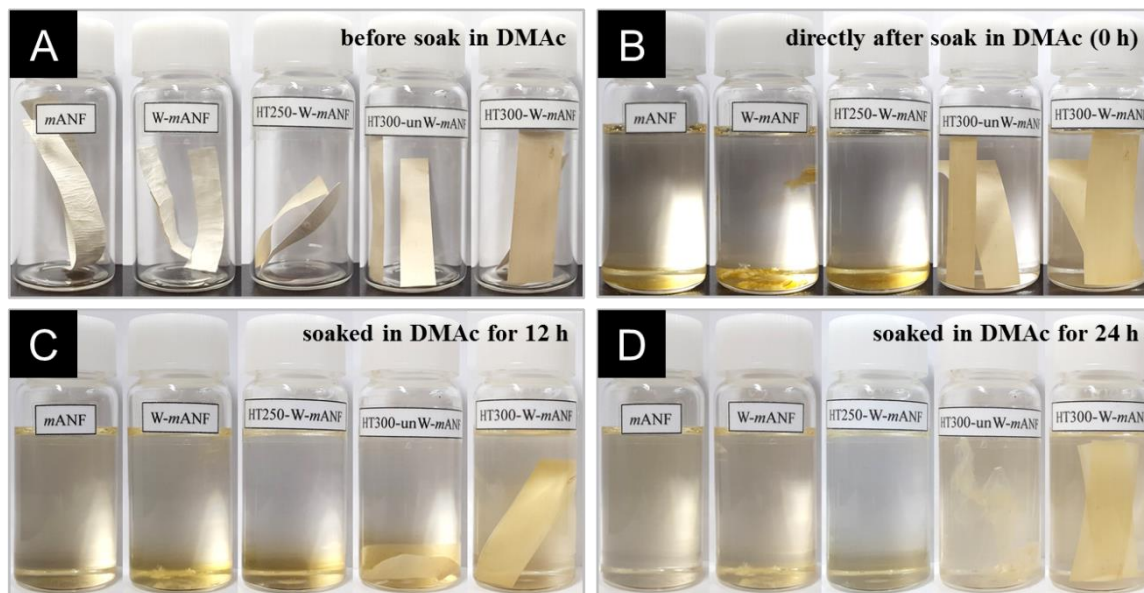 A
before soak in DMAc
mANF
W-mANF
HT250-W-mANF
HT300-unW-mANF
HT300-W-mANF
B
directly after soak in DMAc (0 h)
mANF
W-mANF
HT250-W-mANF
HT300-unW-mANF
HT300-W-mANF
C
soaked in DMAc for 12 h
mANF
W-mANF
HT250-W-mANF
HT300-unW-mANF
HT300-W-mANF
D
soaked in DMAc for 24 h
mANF
W-mANF
HT250-W-mANF
HT300-unW-mANF
HT300-W-mANF